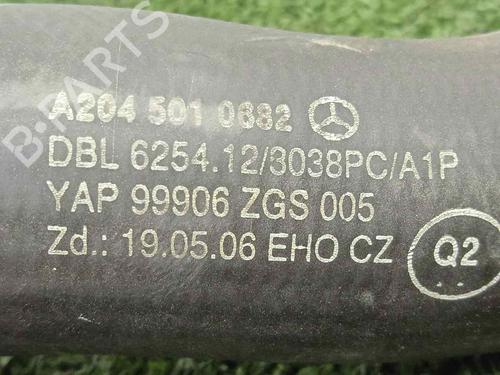 A204 501 0682
DBL 6254.12/3038PC/A1P
YAP 99906 ZGS 005
Zd.: 19.05.06 EHO CZ
Q2
B-PARTS